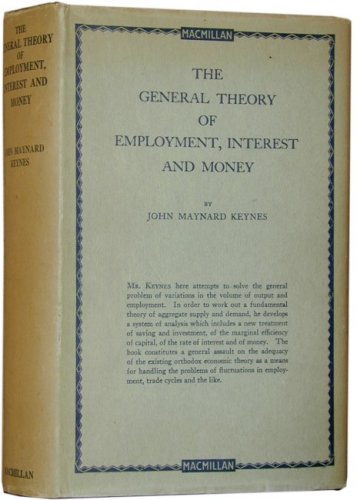 THE
GENERAL THEORY
OF
EMPLOYMENT,
INTEREST AND
MONEY
JOHN MAYNARD
KEYNES
MACMILLAN
MACMILLAN
THE
GENERAL THEORY
OF
EMPLOYMENT, INTEREST
AND MONEY
BY
JOHN MAYNARD KEYNES
MR. KEYNES here attempts to solve the general
problem of variations in the volume of output and
employment. In order to work out a fundamental
theory of aggregate supply and demand, he develops
a system of analysis which includes a new treatment
of saving and investment, of the marginal efficiency
of capital, of the rate of interest and of money. The
book constitutes a general assault on the adequacy
of the existing orthodox economic theory as a means
for handling the problems of fluctuations in employ-
ment, trade cycles and the like.
MACMILLAN